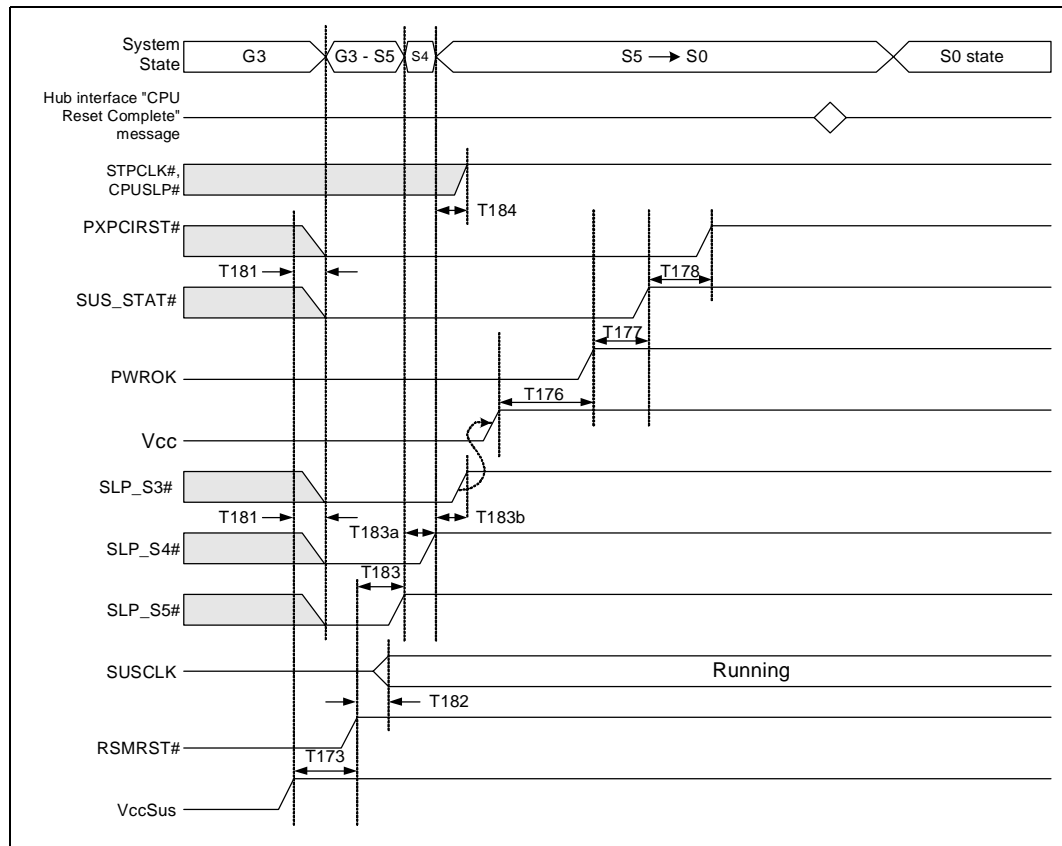 System
State
G3
G3 - S5
S4
S5 → S0
S0 state
Hub interface "CPU
Reset Complete"
message
STPCLK#,
CPUSLP#
T184
PXPCIRST#
T181
T178
SUS_STAT#
T177
PWROK
T176
Vcc
SLP_S3#
T181
T183a
T183b
SLP_S4#
T183
SLP_S5#
SUSCLK
Running
T182
RSMRST#
T173
VccSus